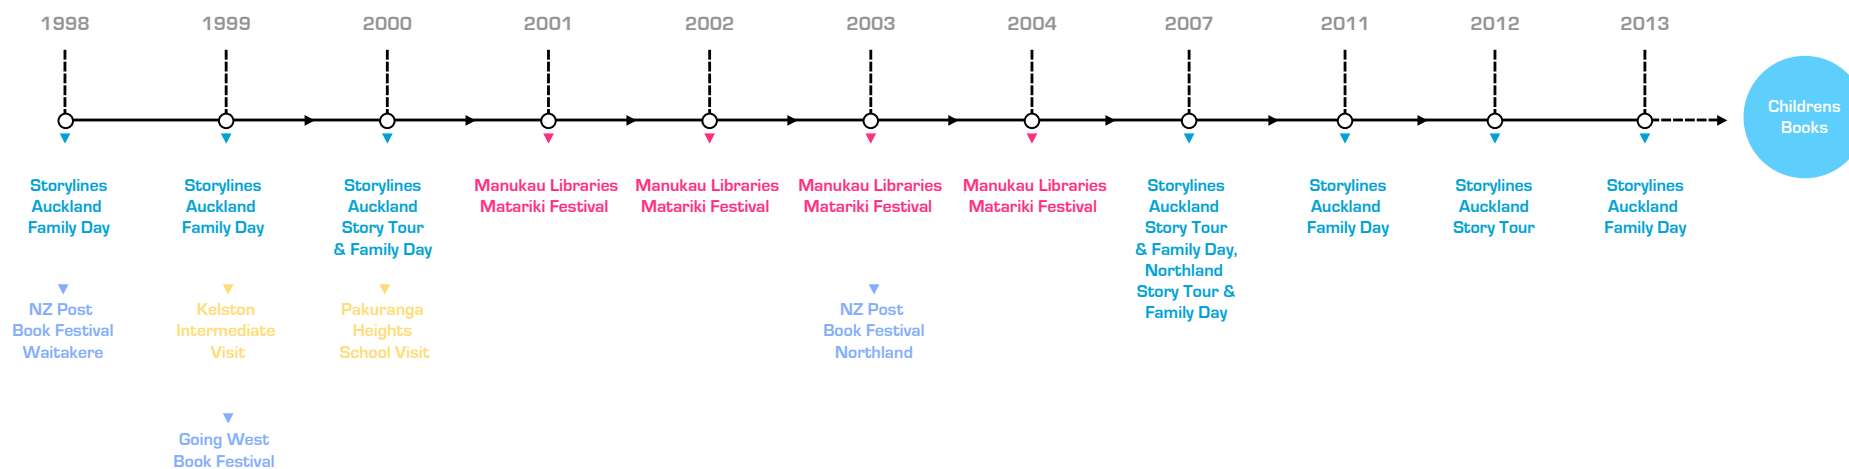 1998
1999
2000
2001
2002
2003
2004
2007
2011
2012
2013
Childrens
Books
Storylines
Auckland
Family Day
Storylines
Auckland
Family Day
Storylines
Auckland
Story Tour
& Family Day
Manukau Libraries
Matariki Festival
Manukau Libraries
Matariki Festival
Manukau Libraries
Matariki Festival
Manukau Libraries
Matariki Festival
Storylines
Auckland
Story Tour
& Family Day,
Northland
Story Tour &
Family Day
Storylines
Auckland
Family Day
Storylines
Auckland
Story Tour
Storylines
Auckland
Family Day
NZ Post
Book Festival
Waitakere
Kelston
Intermediate
Visit
Pakuranga
Heights
School Visit
NZ Post
Book Festival
Northland
Going West
Book Festival